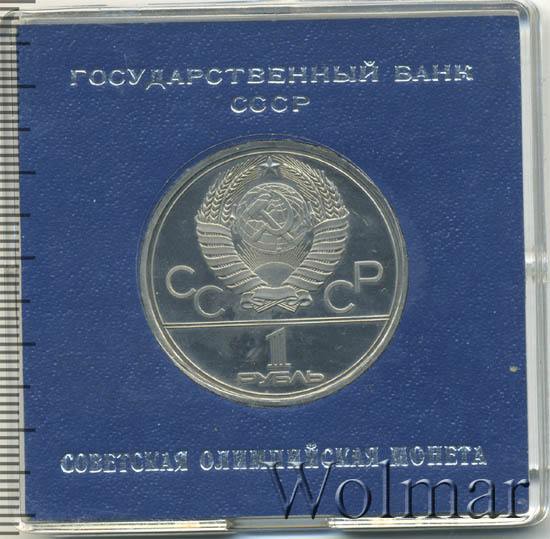 ГОСУДАРСТВЕННЫЙ БАНК
СССР
СС СР
1
РУБЛЬ
СОВЕТСКАЯ ОЛИМПИЙСКАЯ МОНЕТА
Wolmar